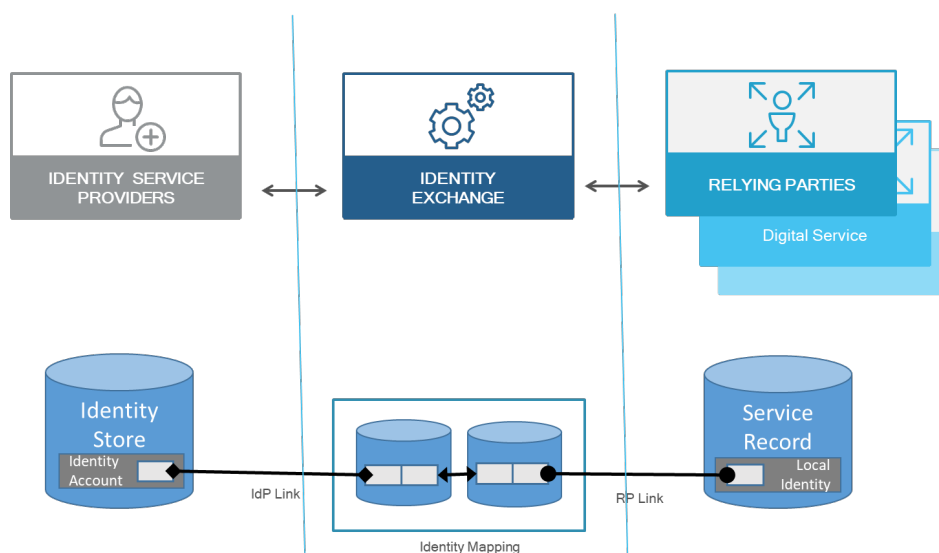 IDENTITY SERVICE
PROVIDERS
IDENTITY
EXCHANGE
RELYING PARTIES
Digital Service
Identity
Store
Identity
Account
IdP Link
Identity Mapping
RP Link
Service
Record
Local
Identity